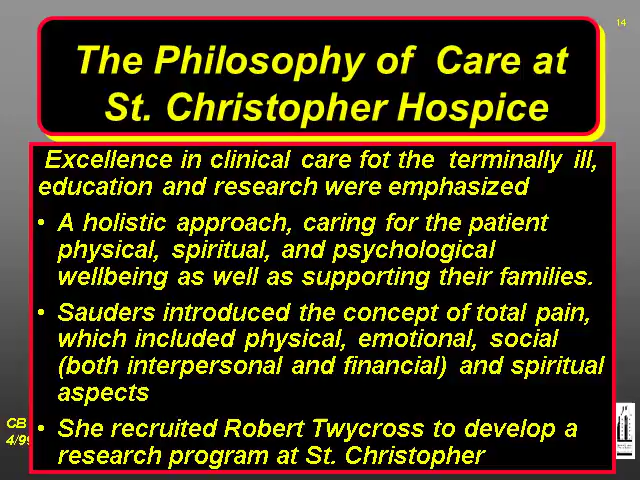 14
The Philosophy of Care at
St. Christopher Hospice
Excellence in clinical care fot the terminally ill,
education and research were emphasized
• A holistic approach, caring for the patient
physical, spiritual, and psychological
wellbeing as well as supporting their families.
• Sauders introduced the concept of total pain,
which included physical, emotional, social
(both interpersonal and financial) and spiritual
aspects
• She recruited Robert Twycross to develop a
research program at St. Christopher
CB
4/99